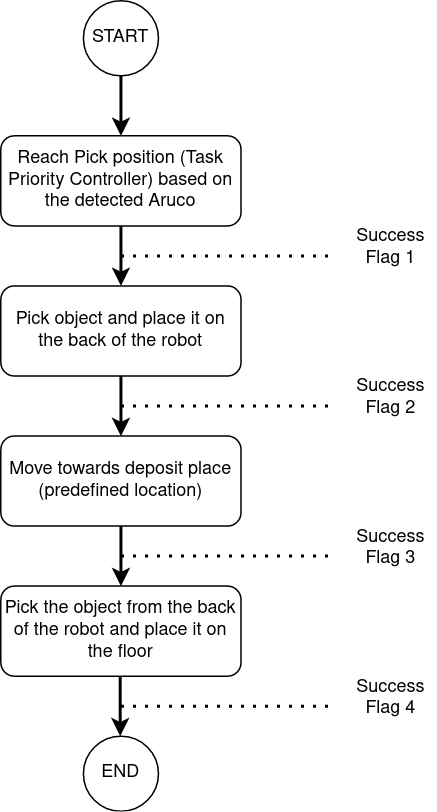 START
Reach Pick position (Task
Priority Controller) based on
the detected Aruco
Success
Flag 1
Pick object and place it on
the back of the robot
Success
Flag 2
Move towards deposit place
(predefined location)
Success
Flag 3
Pick the object from the back
of the robot and place it on
the floor
Success
Flag 4
END